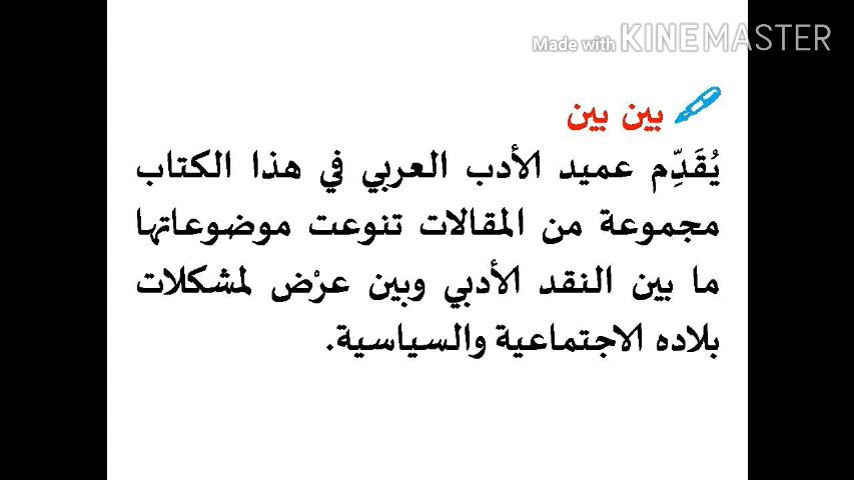 Made with KINEMASTER
بين بين
يُقَدِّم عميد الأدب العربي في هذا الكتاب
مجموعة من المقالات تنوعت موضوعاتها
ما بين النقد الأدبي وبين عرْض لمشكلات
بلاده الاجتماعية والسياسية.